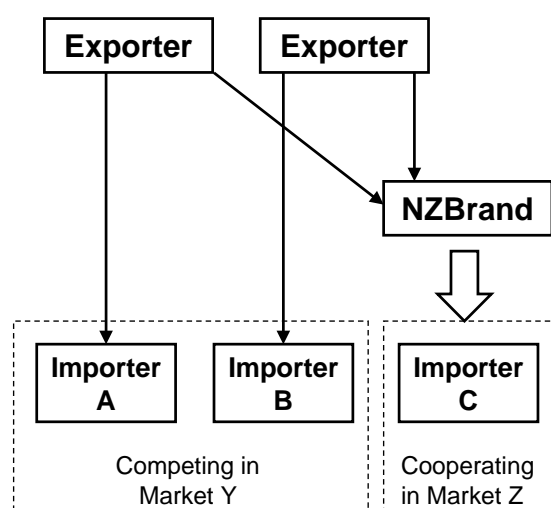 Exporter
Exporter
NZBrand
Importer
A
Importer
B
Importer
C
Competing in
Market Y
Cooperating
in Market Z